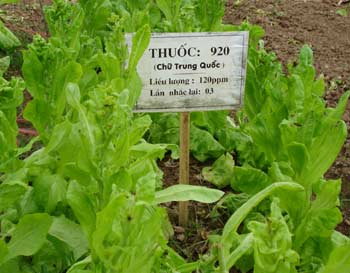 THUỐC: 920
(Chữ Trung Quốc)
Liều lượng : 120ppm
Lần nhắc lại: 03